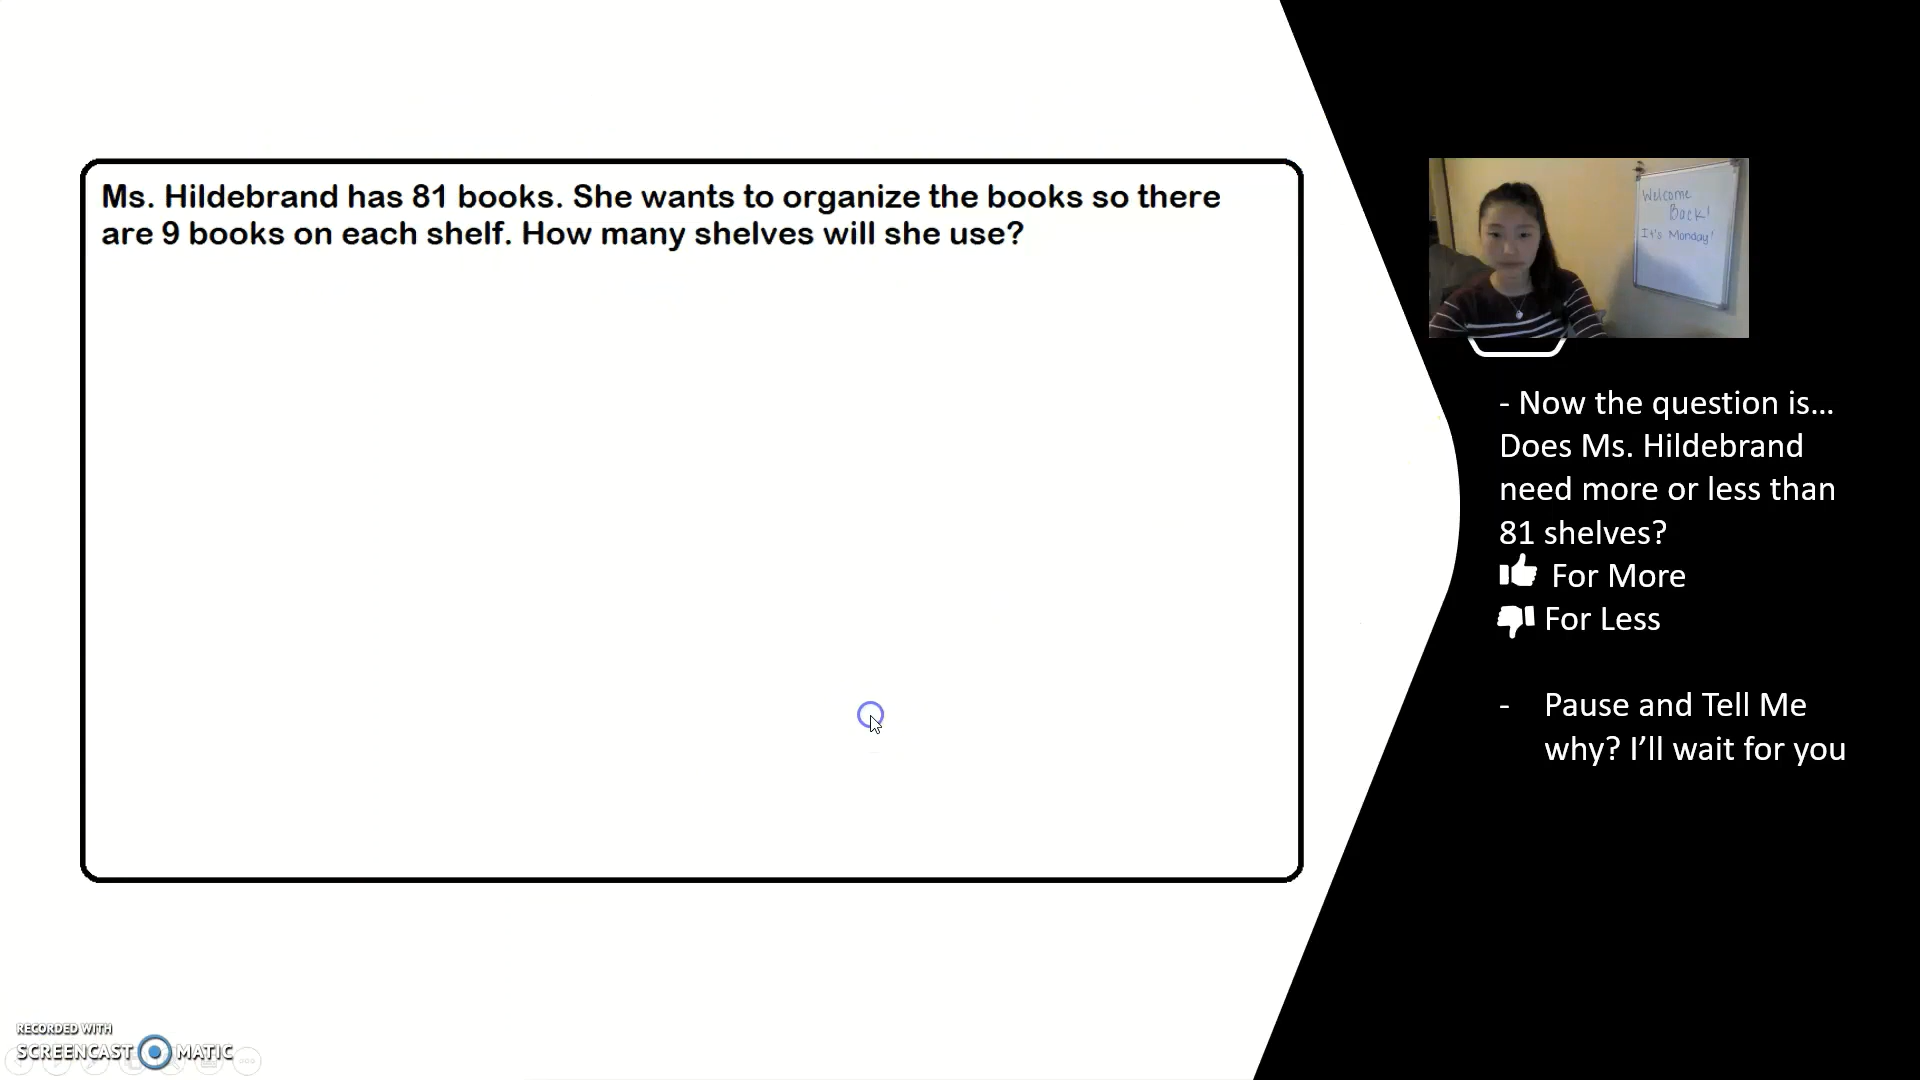 Ms. Hildebrand has 81 books. She wants to organize the books so there
are 9 books on each shelf. How many shelves will she use?
Welcome
Back!
It's Monday!
- Now the question is...
Does Ms. Hildebrand
need more or less than
81 shelves?
For More
For Less
- Pause and Tell Me
why? I'll wait for you
RECORDED WITH
SCREENCAST MATIC